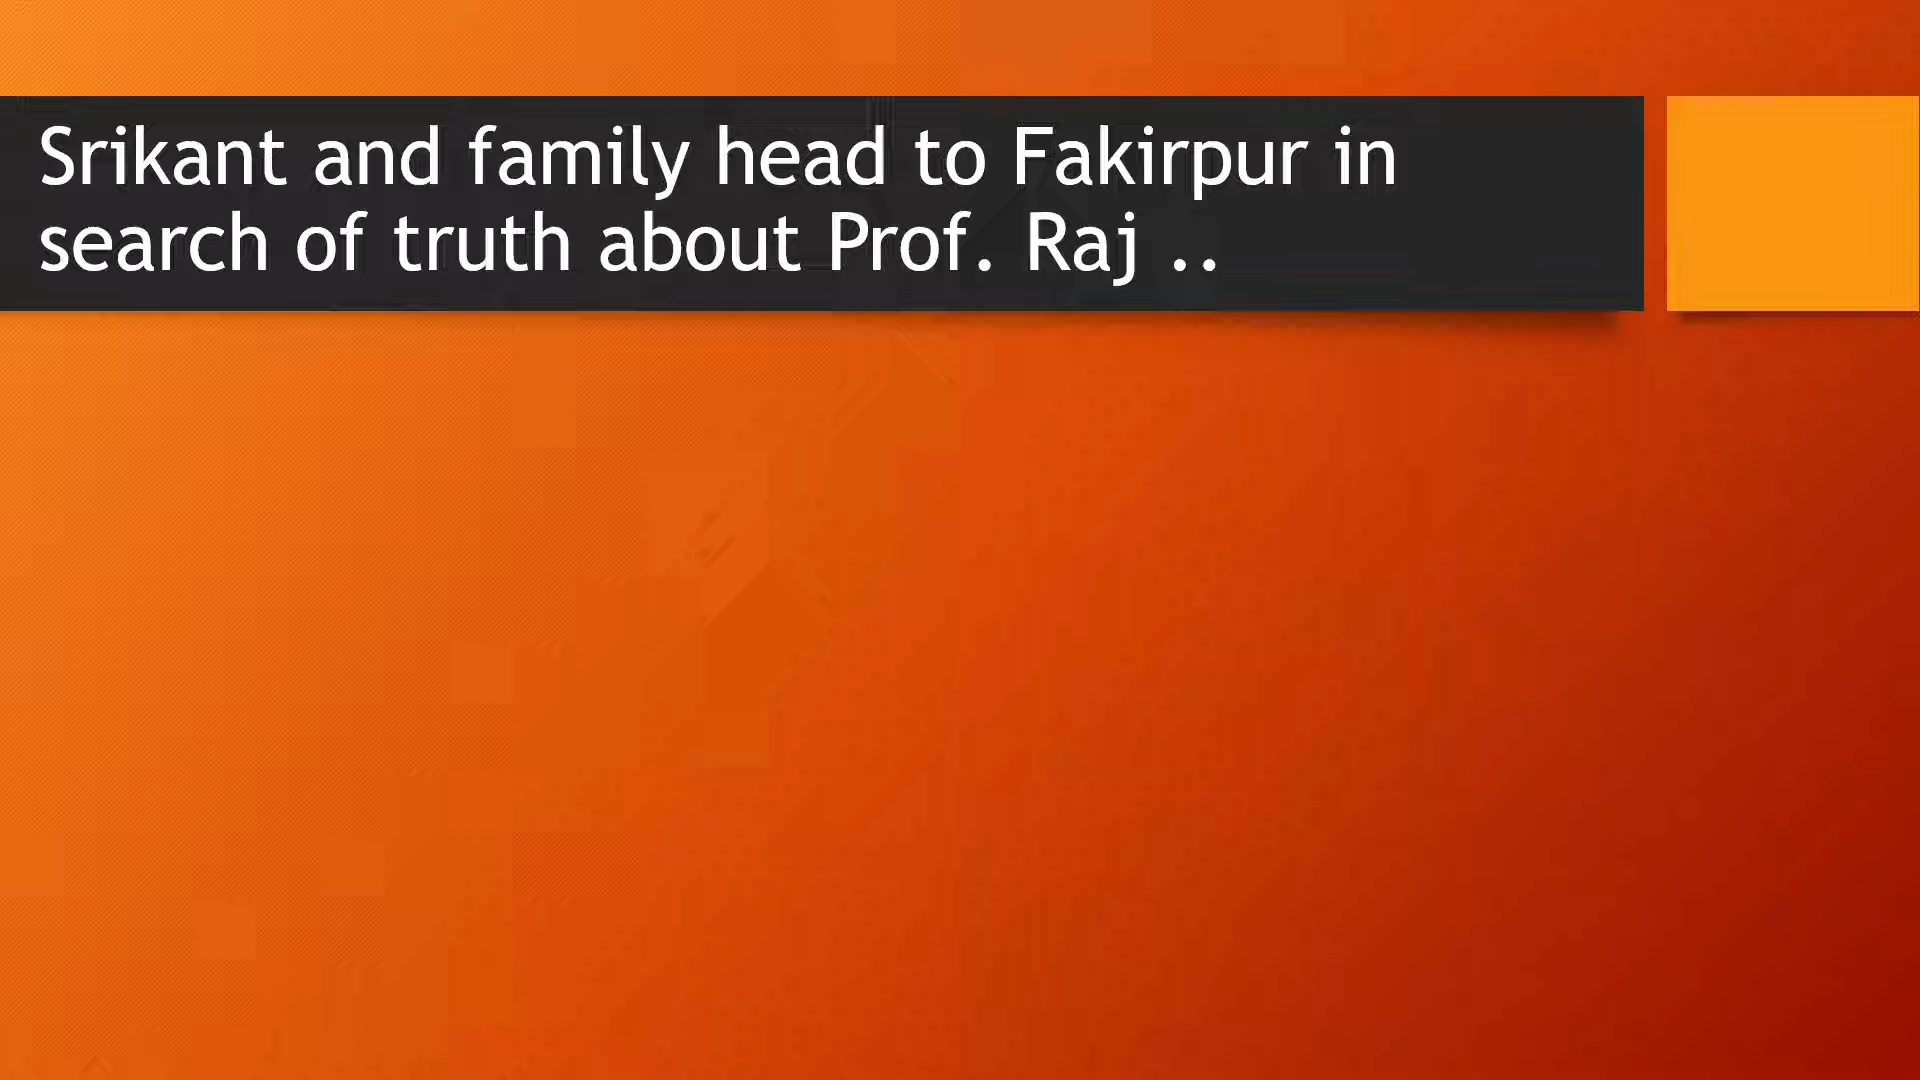 Srikant and family head to Fakirpur in
search of truth about Prof. Raj ..